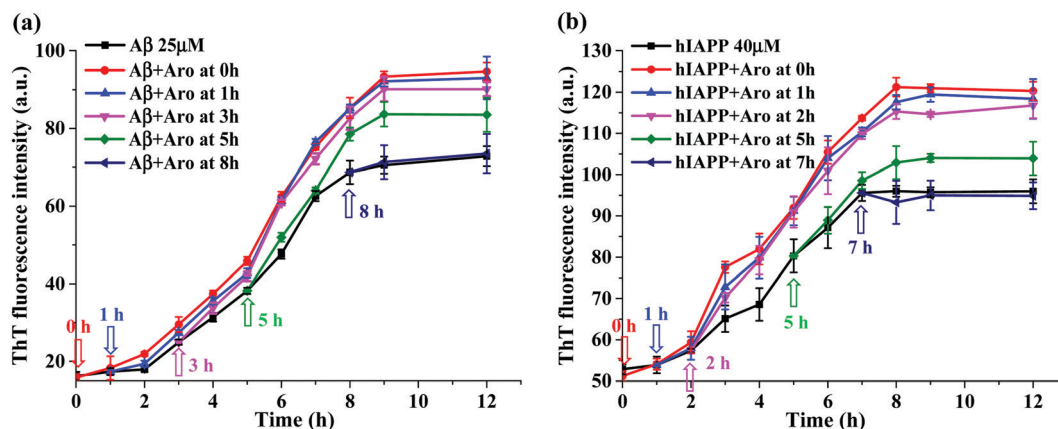 (a)
Aβ 25μM
Aβ+Aro at 0h
Aβ+Aro at 1h
Aβ+Aro at 3h
Aβ+Aro at 5h
Aβ+Aro at 8h
ThT fluorescence intensity (a.u.)
100
80
60
40
20
0 h
1 h
3 h
5 h
8 h
0 2 4 6 8 10 12
Time (h)
(b)
hIAPP 40μM
hIAPP+Aro at 0h
hIAPP+Aro at 1h
hIAPP+Aro at 2h
hIAPP+Aro at 5h
hIAPP+Aro at 7h
ThT fluorescence intensity (a.u.)
130
120
110
100
90
80
70
60
50
0 h
1 h
2 h
5 h
7 h
0 2 4 6 8 10 12
Time (h)